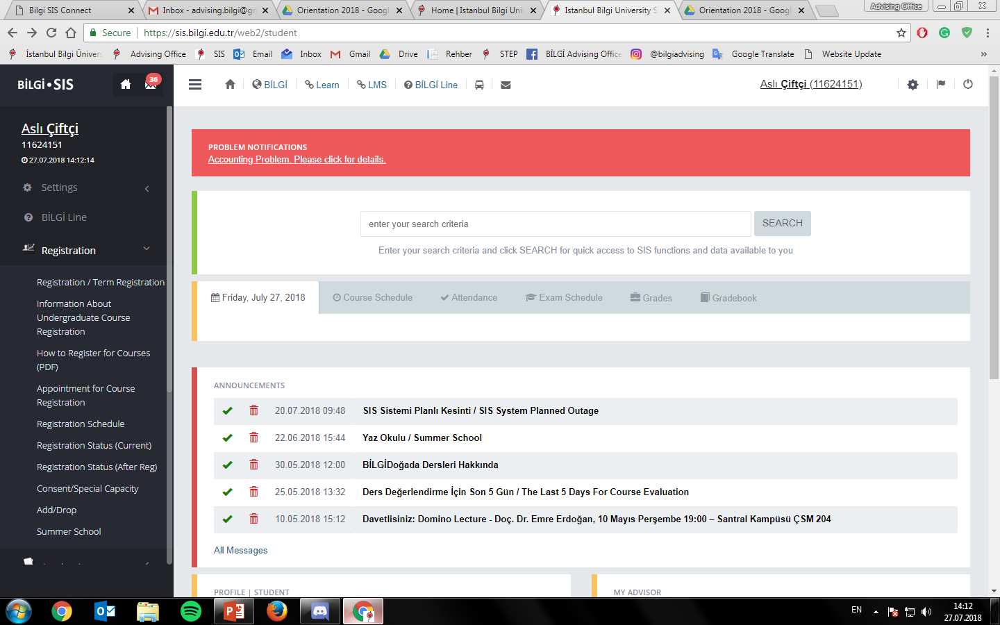 Bilgi SIS Connect
Inbox - advising.bilgi@gm
Orientation 2018 - Googl
Home | Istanbul Bilgi Uni
Istanbul Bilgi University S
Orientation 2018 - Googl
Advising Office
Secure
https://sis.bilgi.edu.tr/web2/student
İstanbul Bilgi Ünivers
Advising Office
SIS
Email
Inbox
Gmail
Drive
Rehber
STEP
BİLGİ Advising Office
@bilgiadvising
Google Translate
Website Update
»
BİLGİ • SIS
36
BİLGİ
Learn
LMS
BİLGİ Line
Aslı Çiftçi (11624151)
Aslı Çiftçi
11624151
27.07.2018 14:12:14
Settings
BİLGİ Line
Registration
Registration / Term Registration
Information About
Undergraduate Course
Registration
How to Register for Courses
(PDF)
Appointment for Course
Registration
Registration Schedule
Registration Status (Current)
Registration Status (After Reg)
Consent/Special Capacity
Add/Drop
Summer School
PROBLEM NOTIFICATIONS
Accounting Problem. Please click for details.
enter your search criteria
SEARCH
Enter your search criteria and click SEARCH for quick access to SIS functions and data available to you
Friday, July 27, 2018
Course Schedule
Attendance
Exam Schedule
Grades
Gradebook
ANNOUNCEMENTS
20.07.2018 09:48 SIS Sistemi Planlı Kesinti / SIS System Planned Outage
22.06.2018 15:44 Yaz Okulu / Summer School
30.05.2018 12:00 BİLGİDoğada Dersleri Hakkında
25.05.2018 13:32 Ders Değerlendirme İçin Son 5 Gün / The Last 5 Days For Course Evaluation
10.05.2018 15:12 Davetlisiniz: Domino Lecture - Doç. Dr. Emre Erdoğan, 10 Mayıs Perşembe 19:00 – Santral Kampüsü ÇSM 204
All Messages
PROFILE | STUDENT
MY ADVISOR
EN
14:12
27.07.2018